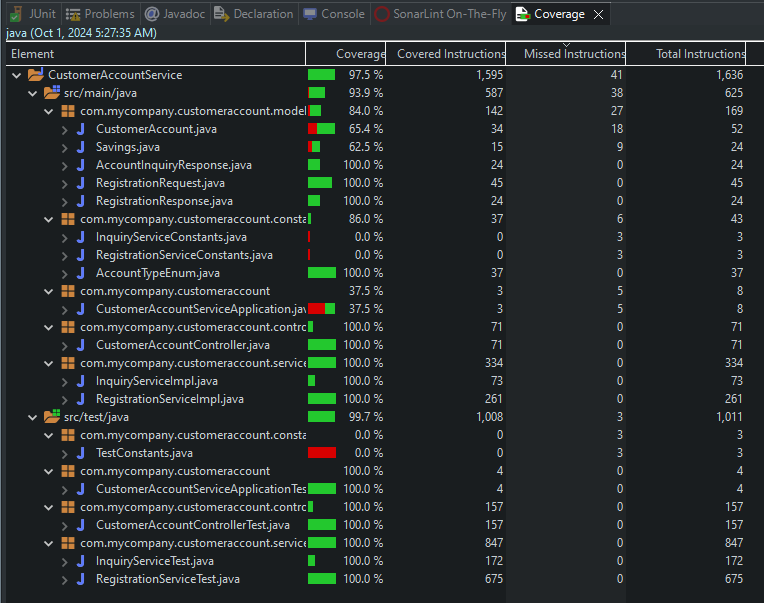 JUnit Problems Javadoc Declaration Console SonarLint On-The-Fly Coverage
java (Oct 1, 2024 5:27:35 AM)
Element Coverage Covered Instructions Missed Instructions Total Instructions
CustomerAccountService 97.5 % 1,595 41 1,636
src/main/java 93.9 % 587 38 625
com.mycompany.customeraccount.model 84.0 % 142 27 169
CustomerAccount.java 65.4 % 34 18 52
Savings.java 62.5 % 15 9 24
AccountInquiryResponse.java 100.0 % 24 0 24
RegistrationRequest.java 100.0 % 45 0 45
RegistrationResponse.java 100.0 % 24 0 24
com.mycompany.customeraccount.consta 86.0 % 37 6 43
InquiryServiceConstants.java 0.0 % 0 3 3
RegistrationServiceConstants.java 0.0 % 0 3 3
AccountTypeEnum.java 100.0 % 37 0 37
com.mycompany.customeraccount 37.5 % 3 5 8
CustomerAccountServiceApplication.jav 37.5 % 3 5 8
com.mycompany.customeraccount.contro 100.0 % 71 0 71
CustomerAccountController.java 100.0 % 71 0 71
com.mycompany.customeraccount.service 100.0 % 334 0 334
InquiryServiceImpl.java 100.0 % 73 0 73
RegistrationServiceImpl.java 100.0 % 261 0 261
src/test/java 99.7 % 1,008 3 1,011
com.mycompany.customeraccount.consta 0.0 % 0 3 3
TestConstants.java 0.0 % 0 3 3
com.mycompany.customeraccount 100.0 % 4 0 4
CustomerAccountServiceApplicationTes 100.0 % 4 0 4
com.mycompany.customeraccount.contro 100.0 % 157 0 157
CustomerAccountControllerTest.java 100.0 % 157 0 157
com.mycompany.customeraccount.service 100.0 % 847 0 847
InquiryServiceTest.java 100.0 % 172 0 172
RegistrationServiceTest.java 100.0 % 675 0 675